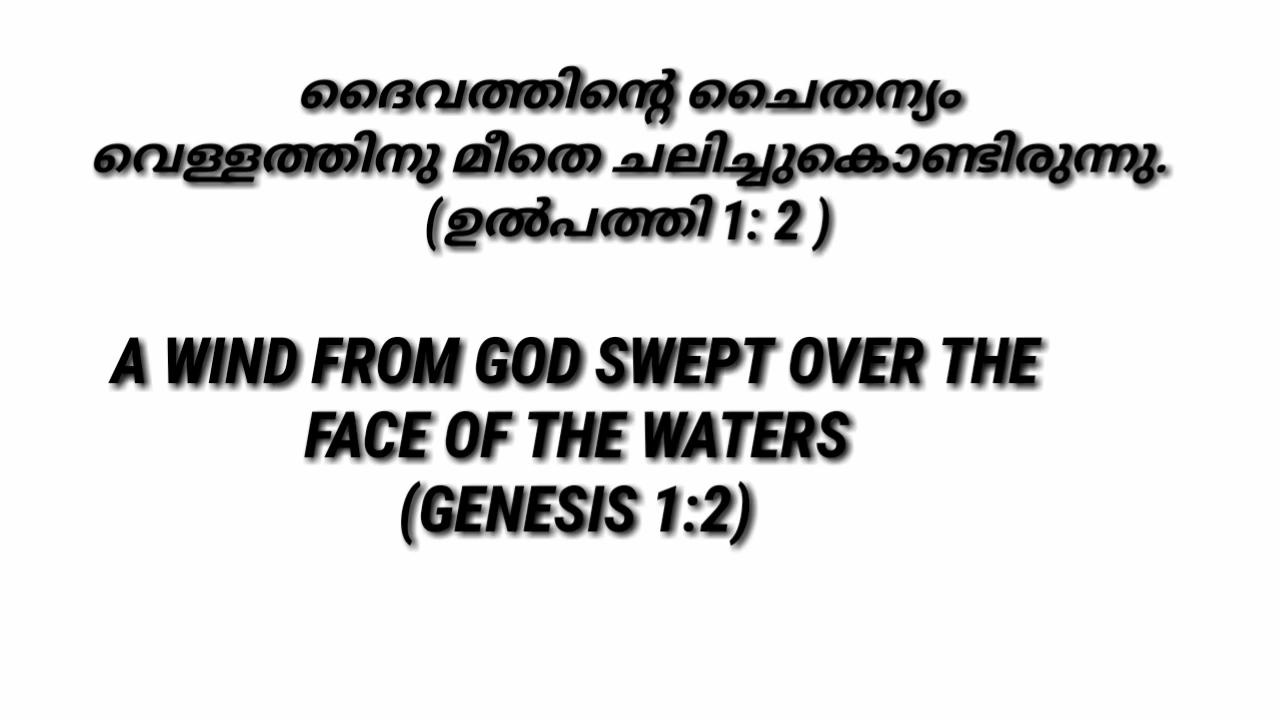 ദൈവത്തിന്റെ ചൈതന്യം
വെള്ളത്തിനു മീതെ ചലിച്ചുകൊണ്ടിരുന്നു.
(ഉൽപത്തി 1: 2 )
A WIND FROM GOD SWEPT OVER THE
FACE OF THE WATERS
(GENESIS 1:2)